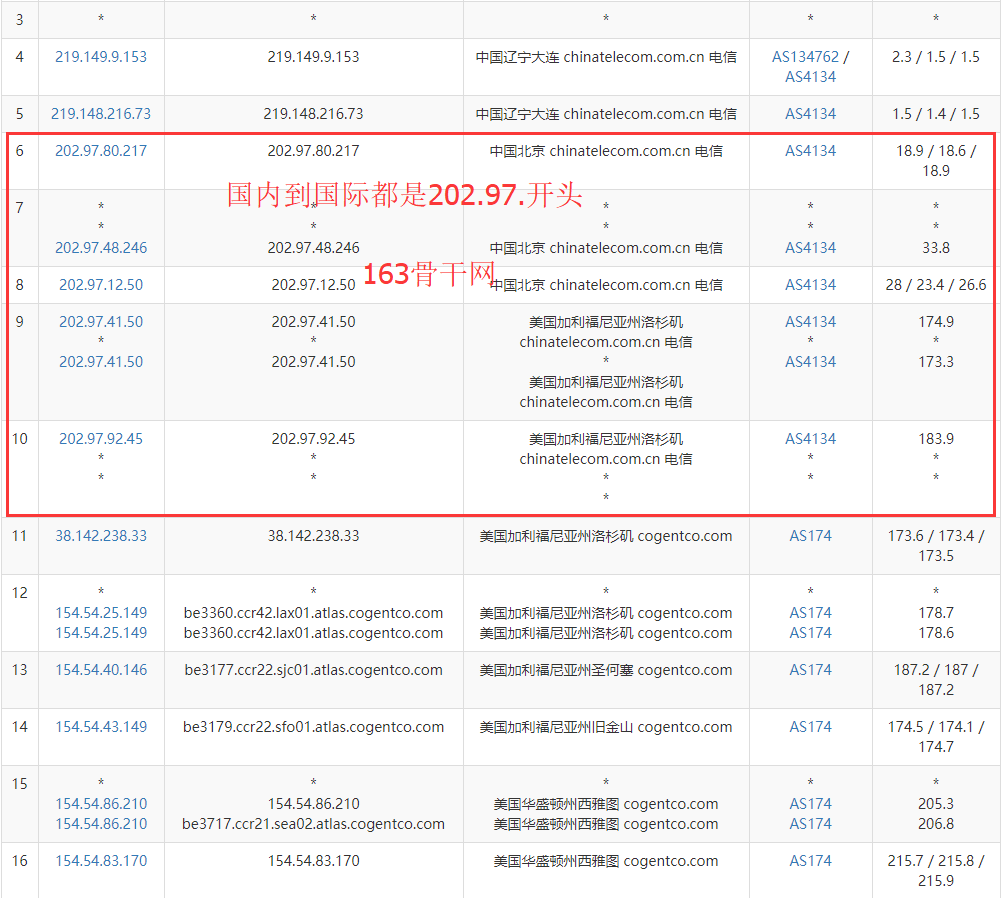 3 * * * * *
4 219.149.9.153 219.149.9.153 中国辽宁大连 chinatelecom.com.cn 电信 AS134762 / 2.3 / 1.5 / 1.5
AS4134
5 219.148.216.73 219.148.216.73 中国辽宁大连 chinatelecom.com.cn 电信 AS4134 1.5 / 1.4 / 1.5
6 202.97.80.217 202.97.80.217 中国北京 chinatelecom.com.cn 电信 AS4134 18.9 / 18.6 /
18.9
国内到国际都是202.97.开头
7 * * * * *
* * * * *
202.97.48.246 202.97.48.246 中国北京 chinatelecom.com.cn 电信 AS4134 33.8
163骨干网
8 202.97.12.50 202.97.12.50 中国北京 chinatelecom.com.cn 电信 AS4134 28 / 23.4 / 26.6
9 202.97.41.50 202.97.41.50 美国加利福尼亚州洛杉矶 AS4134 174.9
* * chinatelecom.com.cn 电信 * *
202.97.41.50 202.97.41.50 * AS4134 173.3
美国加利福尼亚州洛杉矶
chinatelecom.com.cn 电信
10 202.97.92.45 202.97.92.45 美国加利福尼亚州洛杉矶 AS4134 183.9
* * chinatelecom.com.cn 电信 * *
* * * * *
*
11 38.142.238.33 38.142.238.33 美国加利福尼亚州洛杉矶 cogentco.com AS174 173.6 / 173.4 /
173.5
12 * * * * *
154.54.25.149 be3360.ccr42.lax01.atlas.cogentco.com 美国加利福尼亚州洛杉矶 cogentco.com AS174 178.7
154.54.25.149 be3360.ccr42.lax01.atlas.cogentco.com 美国加利福尼亚州洛杉矶 cogentco.com AS174 178.6
13 154.54.40.146 be3177.ccr22.sjc01.atlas.cogentco.com 美国加利福尼亚州圣何塞 cogentco.com AS174 187.2 / 187 /
187.2
14 154.54.43.149 be3179.ccr22.sfo01.atlas.cogentco.com 美国加利福尼亚州旧金山 cogentco.com AS174 174.5 / 174.1 /
174.7
15 * * * * *
154.54.86.210 154.54.86.210 美国华盛顿州西雅图 cogentco.com AS174 205.3
154.54.86.210 be3717.ccr21.sea02.atlas.cogentco.com 美国华盛顿州西雅图 cogentco.com AS174 206.8
16 154.54.83.170 154.54.83.170 美国华盛顿州西雅图 cogentco.com AS174 215.7 / 215.8 /
215.9